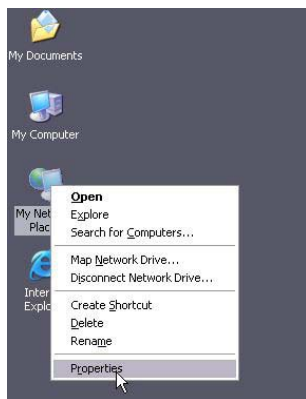 My Documents
My Computer
My Net
Plac
Open
Explore
Search for Computers...
Map Network Drive...
Disconnect Network Drive...
Create Shortcut
Delete
Rename
Properties
Inter
Explo